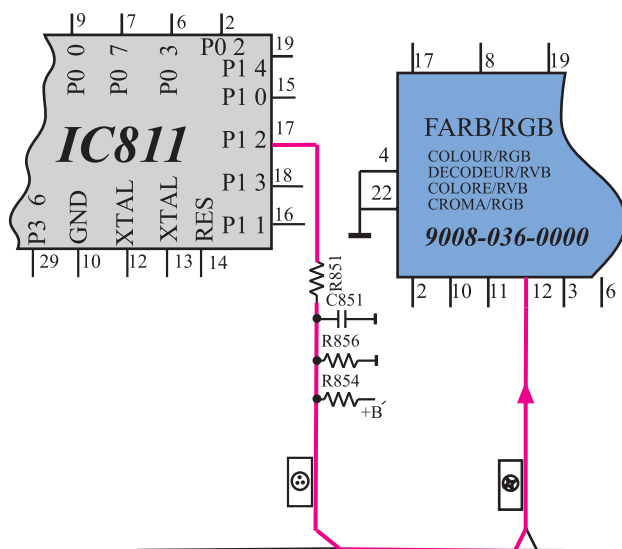 9
7
6
2
P0 0
P0 7
P0 3
P0 2
19
P1 4
15
P1 0
17
P1 2
IC811
18
P1 3
16
P1 1
P3 6
GND
XTAL
XTAL
RES
29
10
12
13
14
R851
C851
R856
R854
+B´
17
8
19
FARB/RGB
4
COLOUR/RGB
DECODEUR/RVB
22
COLORE/RVB
CROMA/RGB
9008-036-0000
2
10
11
12
3
6